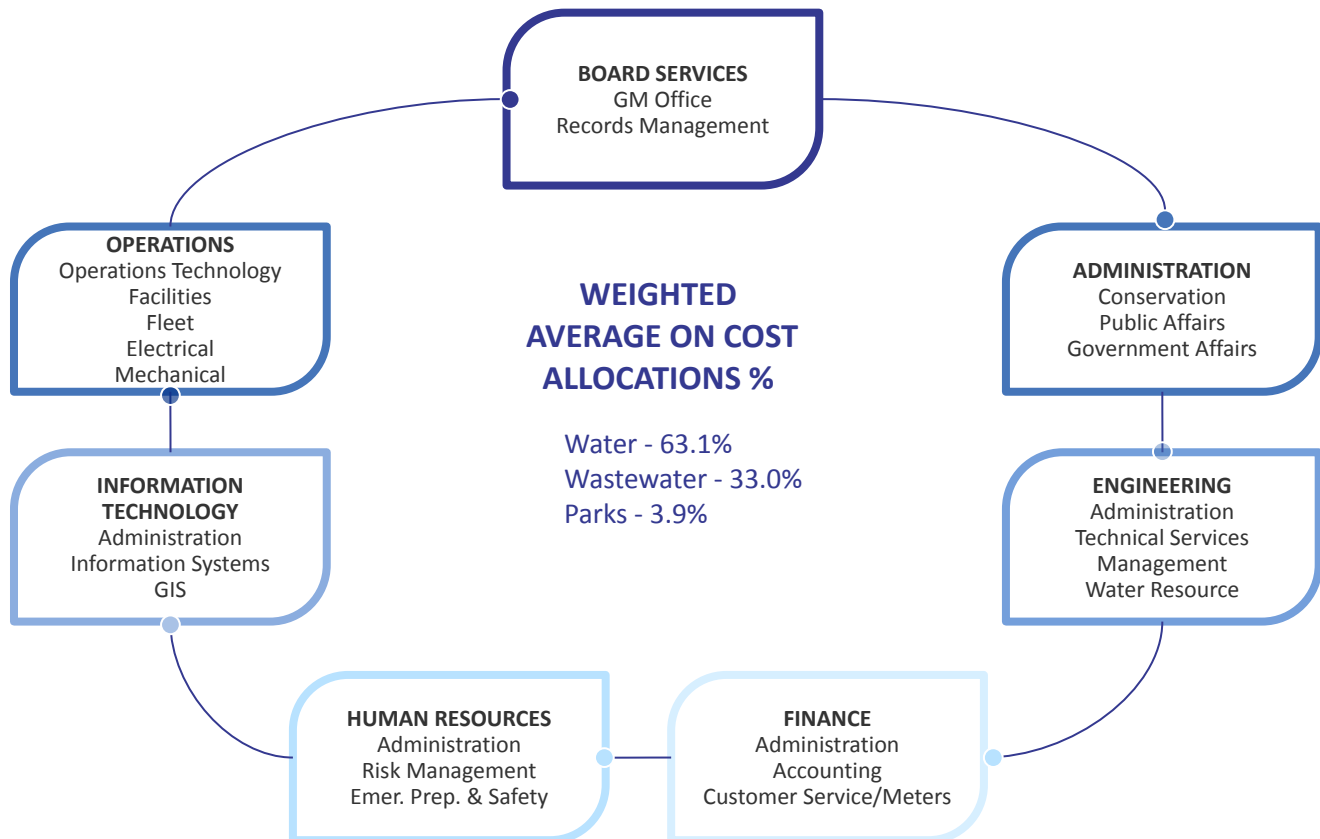 BOARD SERVICES
GM Office
Records Management
OPERATIONS
Operations Technology
Facilities
Fleet
Electrical
Mechanical
WEIGHTED
AVERAGE ON COST
ALLOCATIONS %
Water - 63.1%
Wastewater - 33.0%
Parks - 3.9%
ADMINISTRATION
Conservation
Public Affairs
Government Affairs
INFORMATION
TECHNOLOGY
Administration
Information Systems
GIS
ENGINEERING
Administration
Technical Services
Management
Water Resource
HUMAN RESOURCES
Administration
Risk Management
Emer. Prep. & Safety
FINANCE
Administration
Accounting
Customer Service/Meters